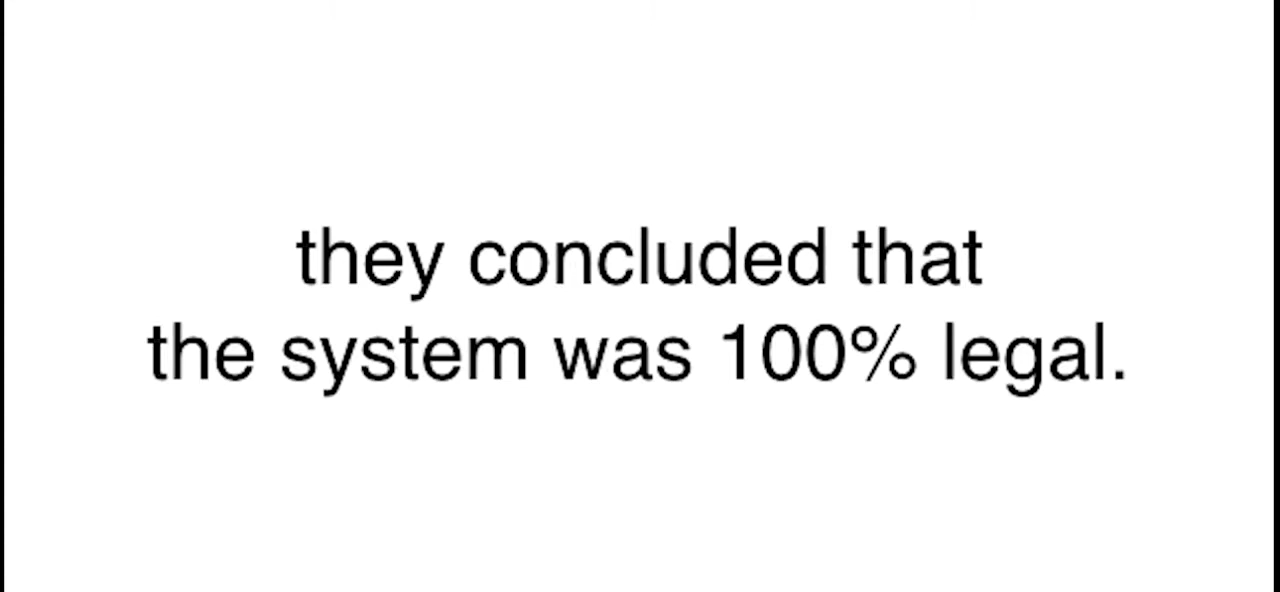 they concluded that
the system was 100% legal.